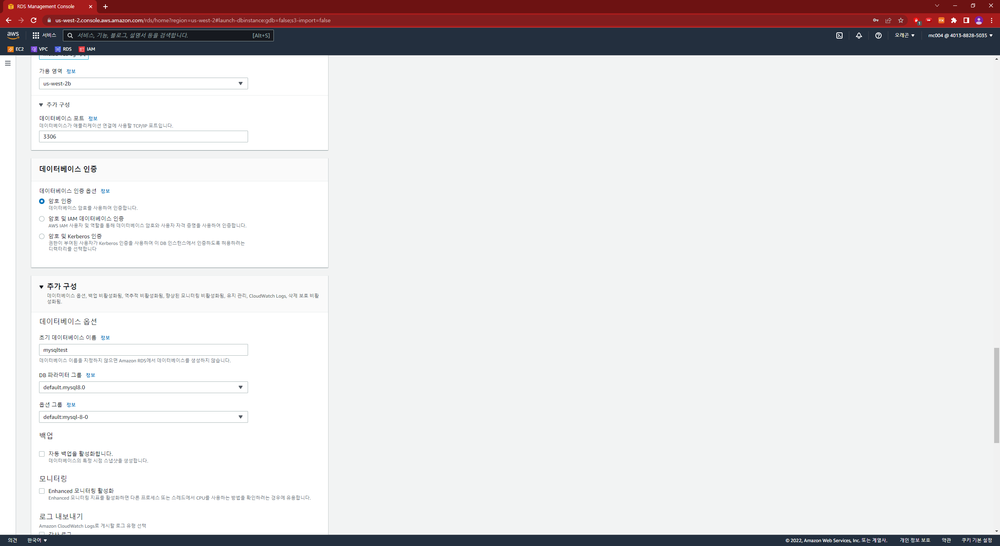 RDS Management Console
us-west-2.console.aws.amazon.com/rds/home?region=us-west-2#launch-dbinstance:gdb=false;s3-import=false
1
aws
서비스
서비스, 기능, 블로그, 설명서 등을 검색합니다.
[Alt+S]
오레곤
mc004 @ 4013-8828-5035
EC2
VPC
RDS
IAM
가용 영역 정보
us-west-2b
추가 구성
데이터베이스 포트 정보
데이터베이스가 애플리케이션 연결에 사용할 TCP/IP 포트입니다.
3306
데이터베이스 인증
데이터베이스 인증 옵션 정보
암호 인증
데이터베이스 암호를 사용하여 인증합니다.
암호 및 IAM 데이터베이스 인증
AWS IAM 사용자 및 역할을 통해 데이터베이스 암호와 사용자 자격 증명을 사용하여 인증합니다.
암호 및 Kerberos 인증
권한이 부여된 사용자가 Kerberos 인증을 사용하여 이 DB 인스턴스에서 인증하도록 허용하려는
디렉터리를 선택합니다
추가 구성
데이터베이스 옵션, 백업 비활성화됨, 역추적 비활성화됨, 향상된 모니터링 비활성화됨, 유지 관리, CloudWatch Logs, 삭제 보호 비활
성화됨.
데이터베이스 옵션
초기 데이터베이스 이름 정보
mysqltest
데이터베이스 이름을 지정하지 않으면 Amazon RDS에서 데이터베이스를 생성하지 않습니다.
DB 파라미터 그룹 정보
default.mysql8.0
옵션 그룹 정보
default:mysql-8-0
백업
자동 백업을 활성화합니다.
데이터베이스의 특정 시점 스냅샷을 생성합니다.
모니터링
Enhanced 모니터링 활성화
Enhanced 모니터링 지표를 활성화하면 다른 프로세스 또는 스레드에서 CPU를 사용하는 방법을 확인하려는 경우에 유용합니다.
로그 내보내기
Amazon CloudWatch Logs로 게시할 로그 유형 선택
감사 로그
의견
한국어
© 2022, Amazon Web Services, Inc. 또는 계열사.
개인 정보 보호
약관
쿠키 기본 설정